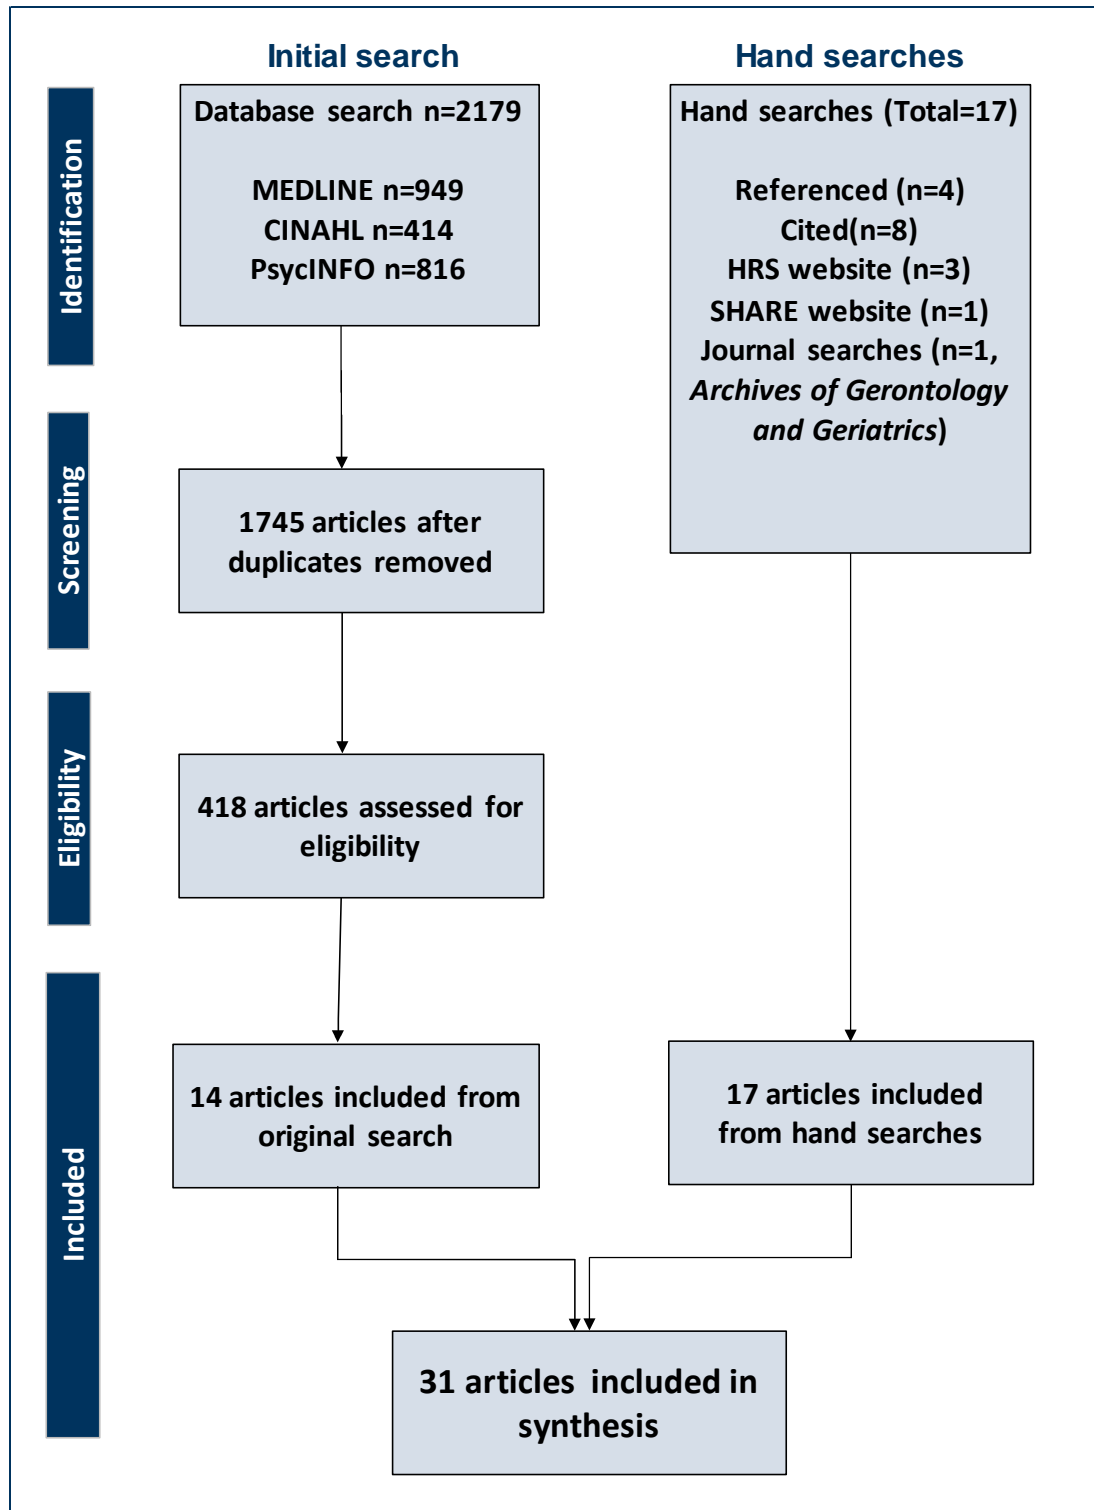 Initial search
Hand searches
Identification
Database search n=2179
MEDLINE n=949
CINAHL n=414
PsycINFO n=816
Hand searches (Total=17)
Referenced (n=4)
Cited(n=8)
HRS website (n=3)
SHARE website (n=1)
Journal searches (n=1,
Archives of Gerontology
and Geriatrics)
Screening
1745 articles after
duplicates removed
Eligibility
418 articles assessed for
eligibility
Included
14 articles included from
original search
17 articles included
from hand searches
31 articles included in
synthesis